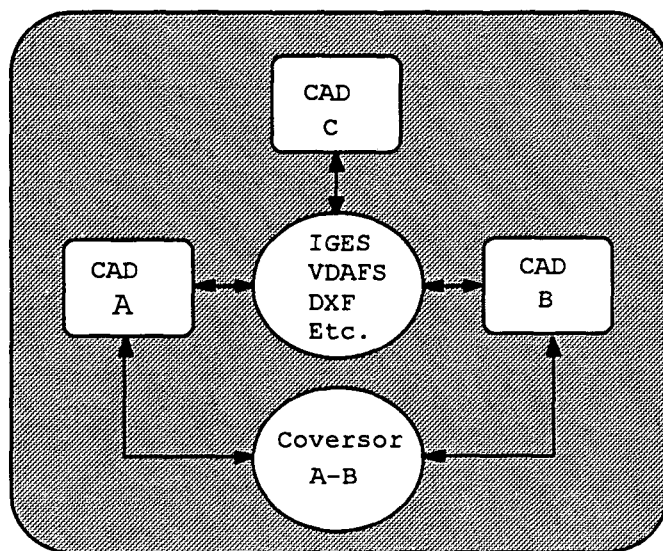 CAD
C
CAD
A
IGES
VDAFS
DXF
Etc.
CAD
B
Coversor
A-B